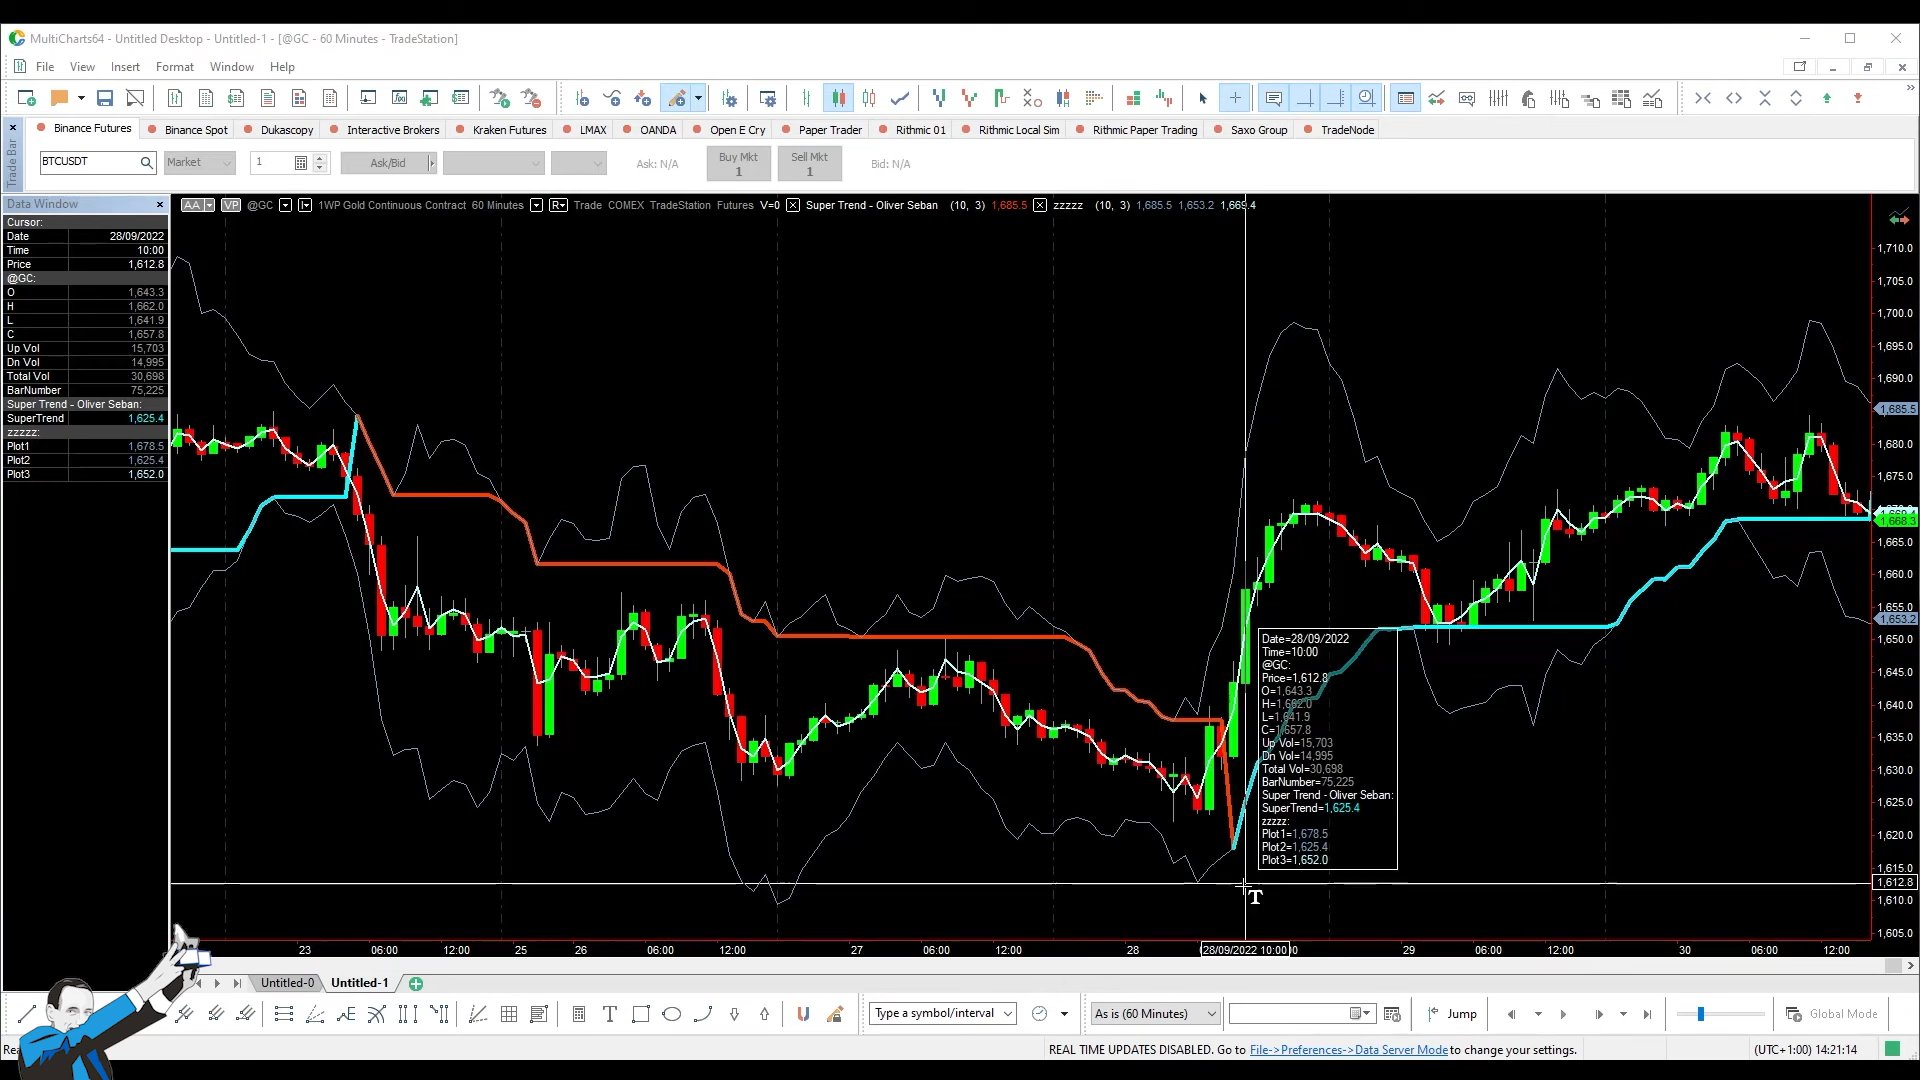 MultiCharts64 - Untitled Desktop - Untitled-1 - [@GC - 60 Minutes - TradeStation]
File View Insert Format Window Help
Trade Bar
Binance Futures Binance Spot Dukascopy Interactive Brokers Kraken Futures LMAX OANDA Open E Cry Paper Trader Rithmic 01 Rithmic Local Sim Rithmic Paper Trading Saxo Group TradeNode
BTCUSDT Market 1 Ask/Bid Ask: N/A Buy Mkt 1 Sell Mkt 1 Bid: N/A
Data Window
Cursor:
Date 28/09/2022
Time 10:00
Price 1,612.8
@GC:
O 1,643.3
H 1,662.0
L 1,641.9
C 1,657.8
Up Vol 15,703
Dn Vol 14,995
Total Vol 30,698
BarNumber 75,225
Super Trend - Oliver Seban:
SuperTrend 1,625.4
zzzzz:
Plot1 1,678.5
Plot2 1,625.4
Plot3 1,652.0
AA VP @GC 1WP Gold Continuous Contract 60 Minutes R Trade COMEX TradeStation Futures V=0 Super Trend - Oliver Seban (10, 3) 1,685.5 zzzzz (10, 3) 1,685.5 1,653.2 1,669.4
1,710.0
1,705.0
1,700.0
1,695.0
1,690.0
1,685.5
1,680.0
1,675.0
1,668.3
1,665.0
1,660.0
1,655.0
1,653.2
1,650.0
1,645.0
1,640.0
1,635.0
1,630.0
1,625.0
1,620.0
1,615.0
1,612.8
1,610.0
1,605.0
Date=28/09/2022
Time=10:00
@GC:
Price=1,612.8
O=1,643.3
H=1,662.0
L=1,641.9
C=1,657.8
Up Vol=15,703
Dn Vol=14,995
Total Vol=30,698
BarNumber=75,225
Super Trend - Oliver Seban:
SuperTrend=1,625.4
zzzzz:
Plot1=1,678.5
Plot2=1,625.4
Plot3=1,652.0
T
23 06:00 12:00 25 26 06:00 12:00 27 06:00 12:00 28 28/09/2022 10:00 29 06:00 12:00 30 06:00 12:00
Untitled-0 Untitled-1
T U Type a symbol/interval As is (60 Minutes) Jump Global Mode
REAL TIME UPDATES DISABLED. Go to File->Preferences->Data Server Mode to change your settings. (UTC+1:00) 14:21:14